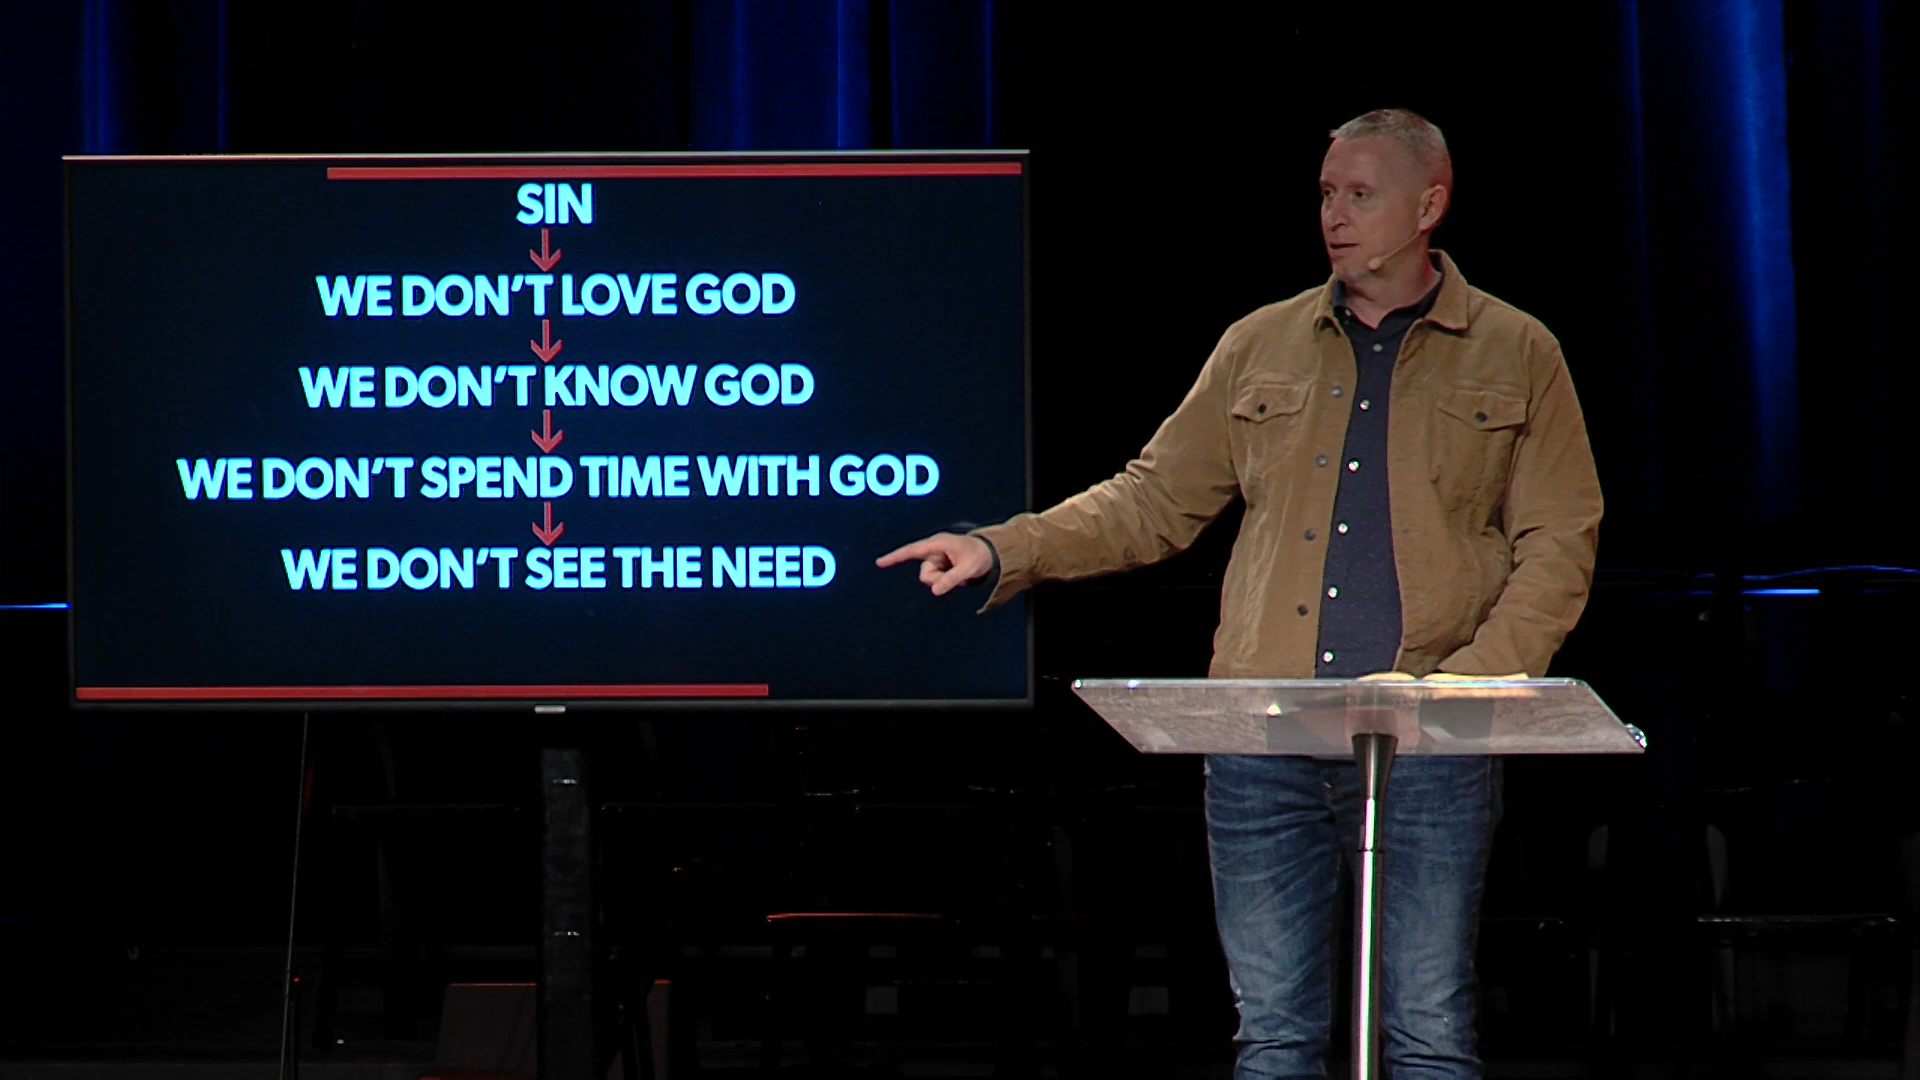 SIN
WE DON'T LOVE GOD
WE DON'T KNOW GOD
WE DON'T SPEND TIME WITH GOD
WE DON'T SEE THE NEED